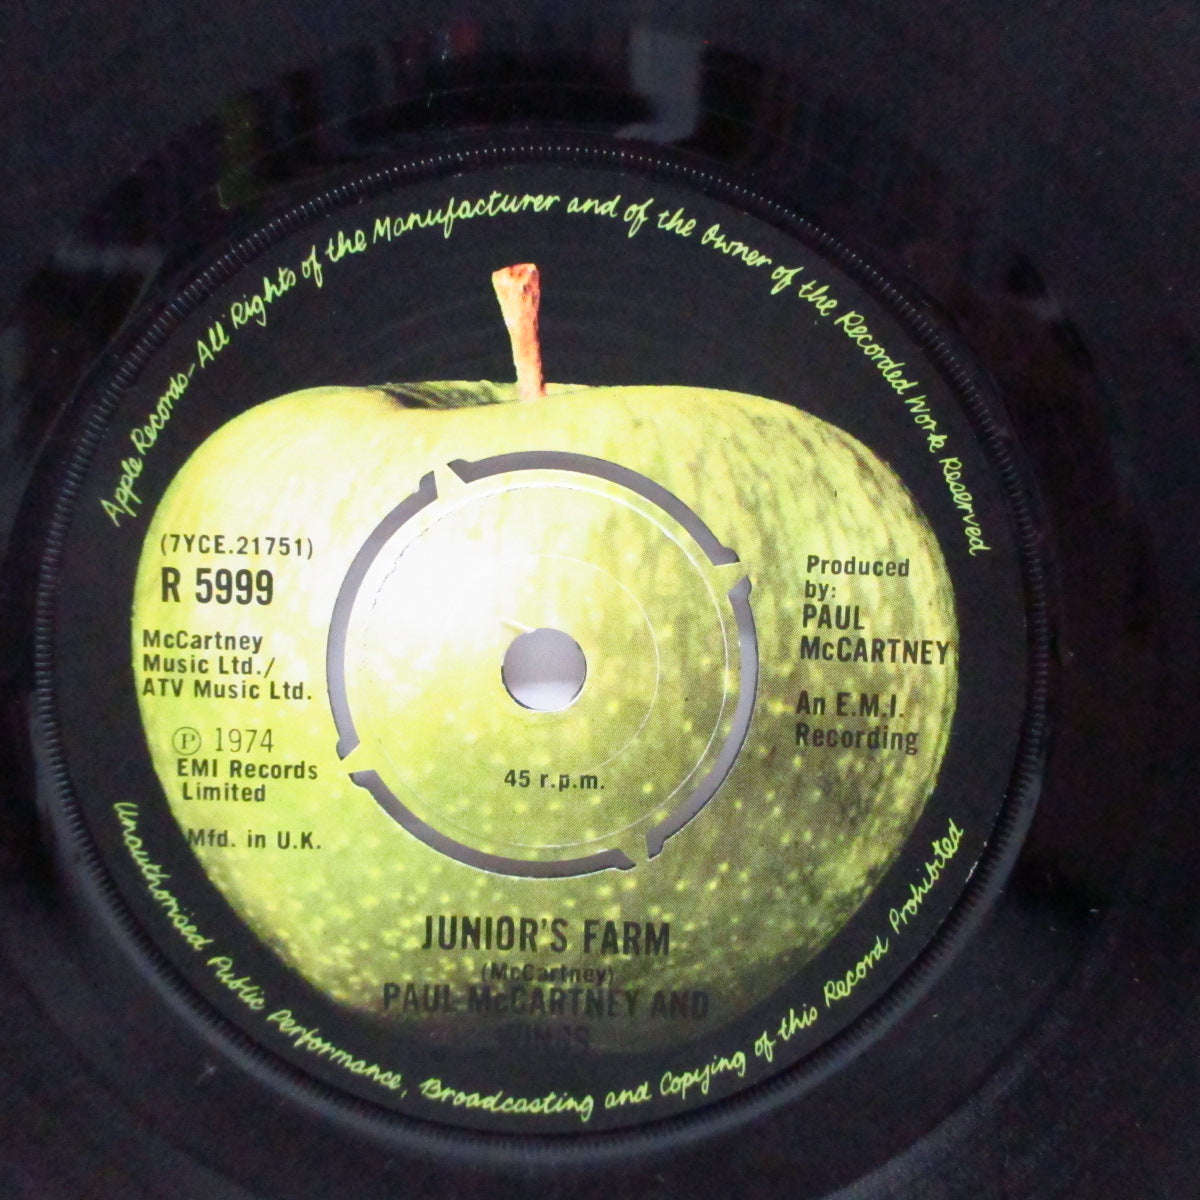 Apple Records-All Rights of the Manufacturer and of the Owner of the Recorded Work Reserved
(7YCE.21751)
R 5999
McCartney
Music Ltd./
ATV Music Ltd.
Ⓟ 1974
EMI Records
Limited
Mfd. in U.K.
Produced
by:
PAUL
McCARTNEY
An E.M.I.
Recording
45 r.p.m.
JUNIOR'S FARM
(McCartney)
PAUL McCARTNEY AND
WINGS
Unauthorised Public Performance, Broadcasting and Copying of this Record Prohibited